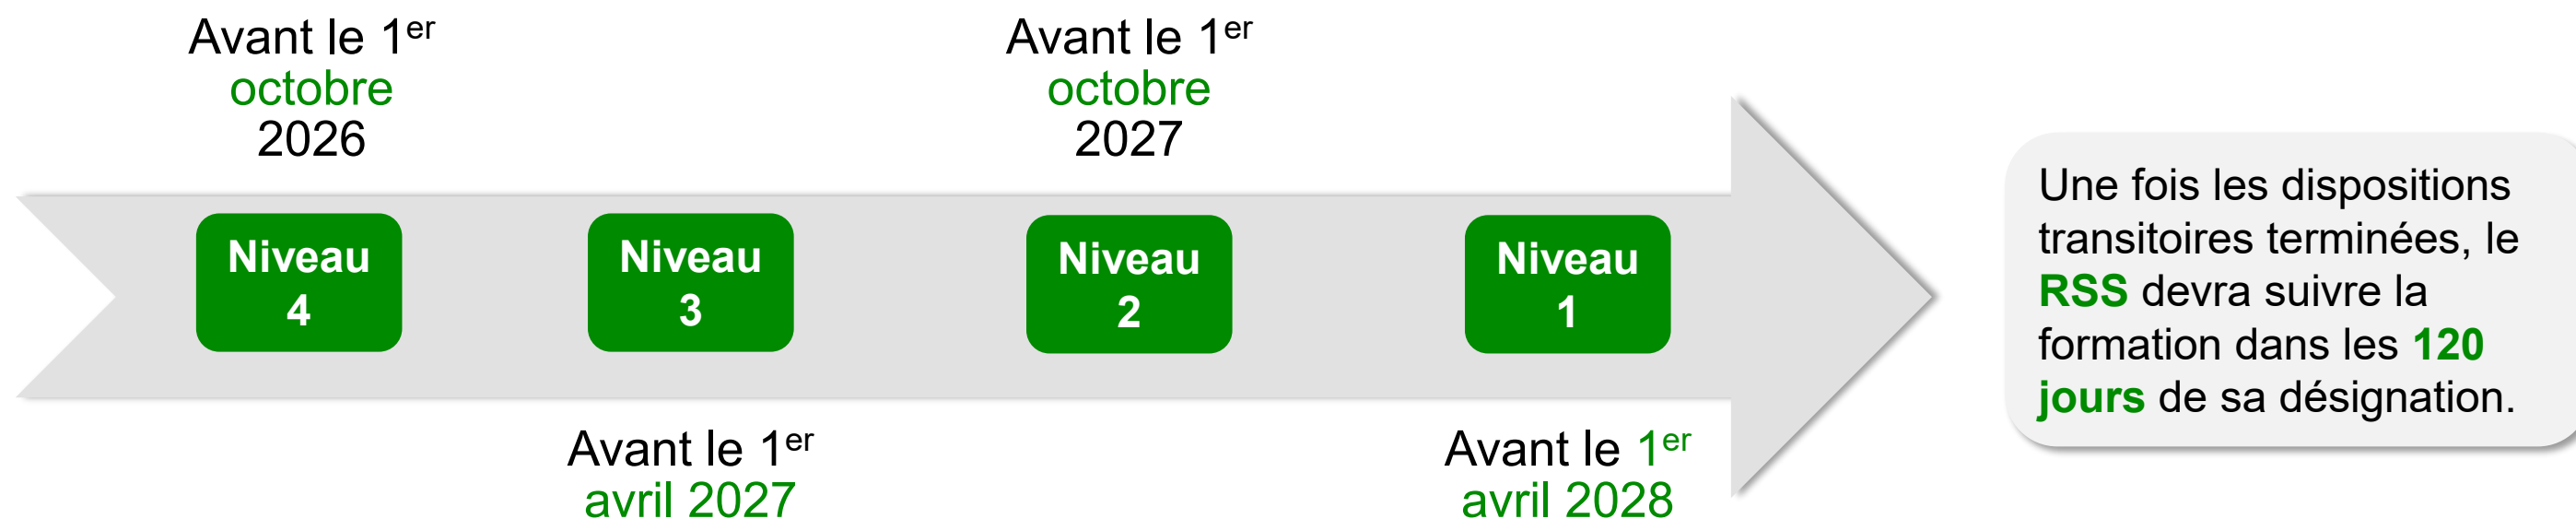 Avant le 1er
octobre
2026
Avant le 1er
octobre
2027
Niveau
4
Niveau
3
Niveau
2
Niveau
1
Avant le 1er
avril 2027
Avant le 1er
avril 2028
Une fois les dispositions
transitoires terminées, le
RSS devra suivre la
formation dans les 120
jours de sa désignation.